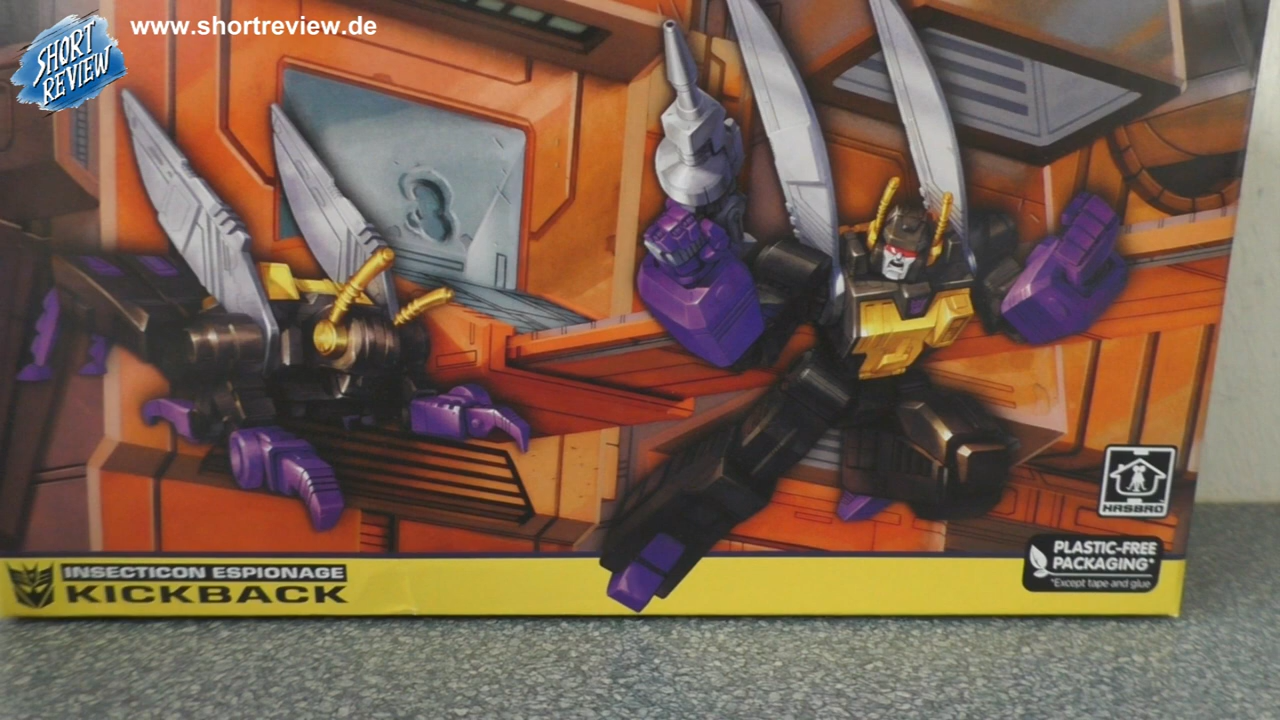 SHORT
REVIEW
www.shortreview.de
HASBRO
PLASTIC-FREE
PACKAGING*
*Except tape and glue
INSECTICON ESPIONAGE
KICKBACK